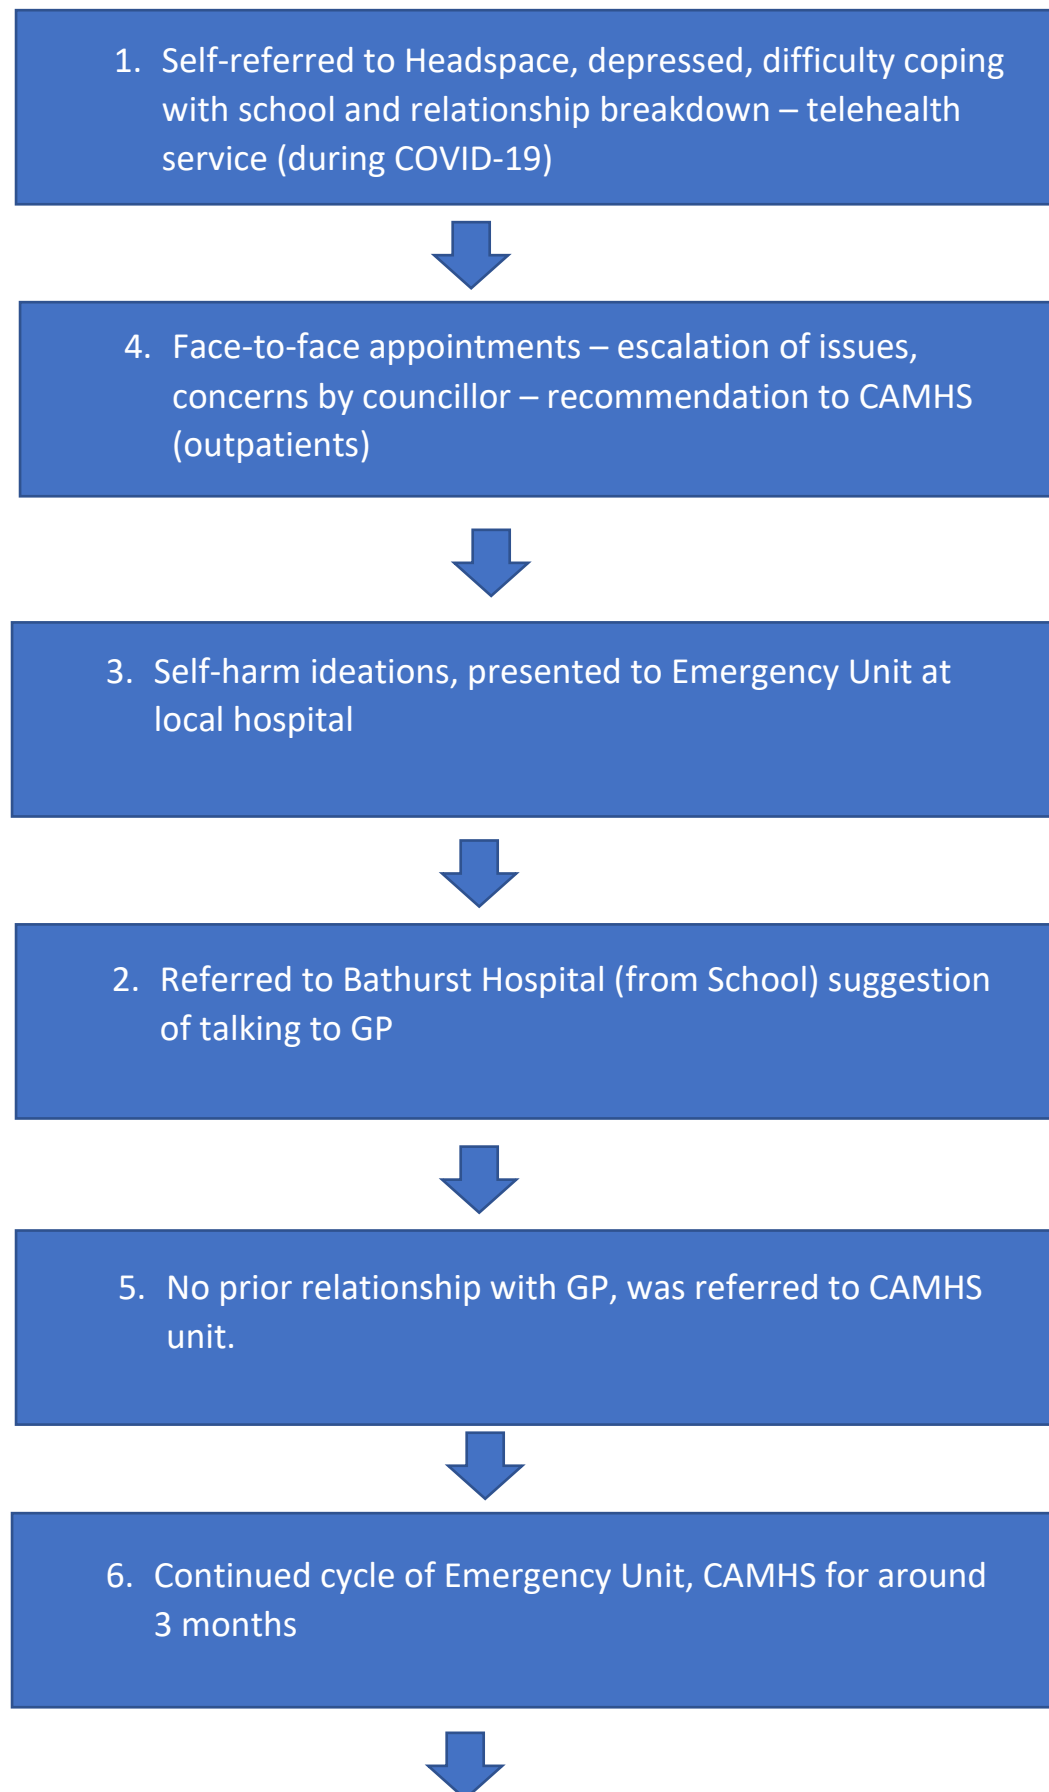 1. Self-referred to Headspace, depressed, difficulty coping
with school and relationship breakdown – telehealth
service (during COVID-19)
4. Face-to-face appointments – escalation of issues,
concerns by councillor – recommendation to CAMHS
(outpatients)
3. Self-harm ideations, presented to Emergency Unit at
local hospital
2. Referred to Bathurst Hospital (from School) suggestion
of talking to GP
5. No prior relationship with GP, was referred to CAMHS
unit.
6. Continued cycle of Emergency Unit, CAMHS for around
3 months